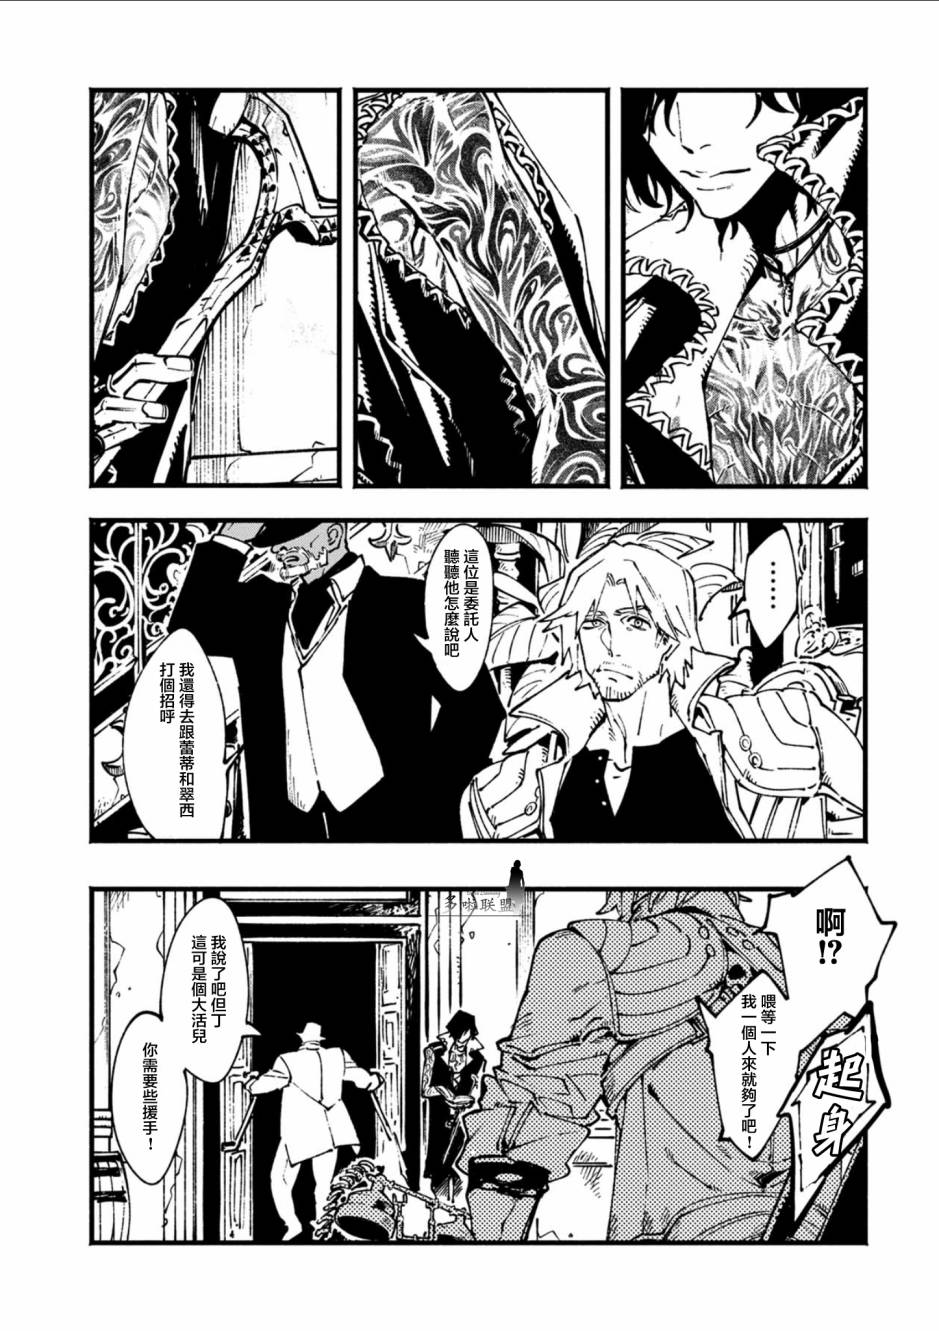 ……
這位是委託人
聽聽他怎麼說吧
我還得去跟蕾蒂和翠西
打個招呼
啊!?
起身
喂等一下
我一個人來就夠了吧！
我說了吧但丁
這可是個大活兒
你需要些援手！
多啦联盟